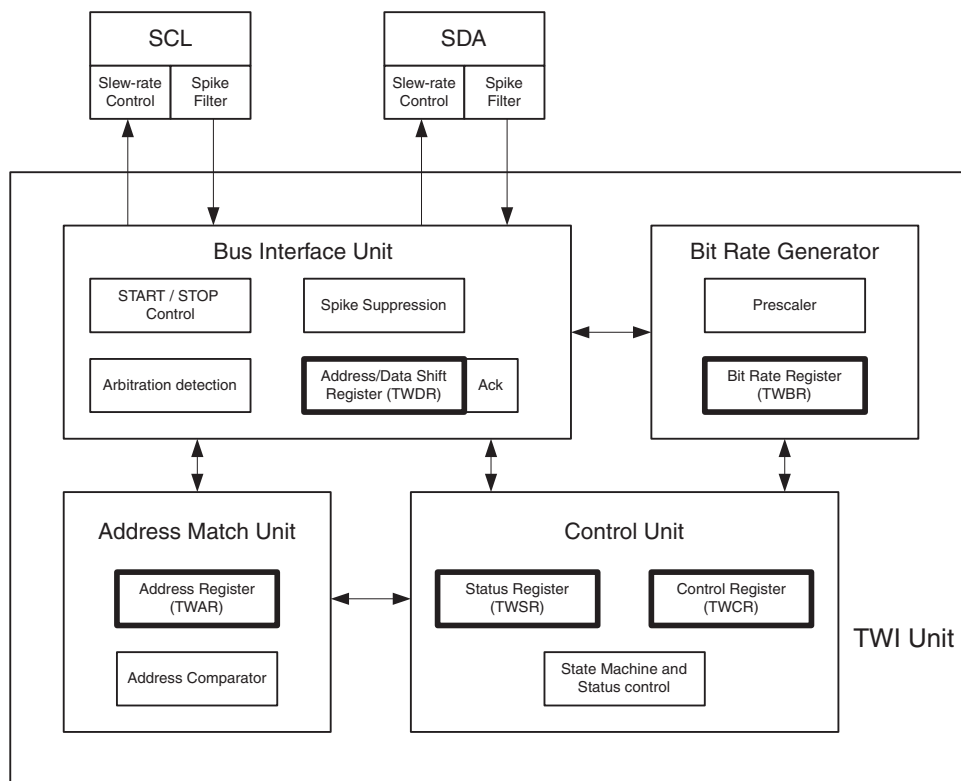 SCL
SDA
Slew-rate
Control
Spike
Filter
Slew-rate
Control
Spike
Filter
Bus Interface Unit
START / STOP
Control
Spike Suppression
Arbitration detection
Address/Data Shift
Register (TWDR)
Ack
Bit Rate Generator
Prescaler
Bit Rate Register
(TWBR)
Address Match Unit
Address Register
(TWAR)
Address Comparator
Control Unit
Status Register
(TWSR)
Control Register
(TWCR)
State Machine and
Status control
TWI Unit